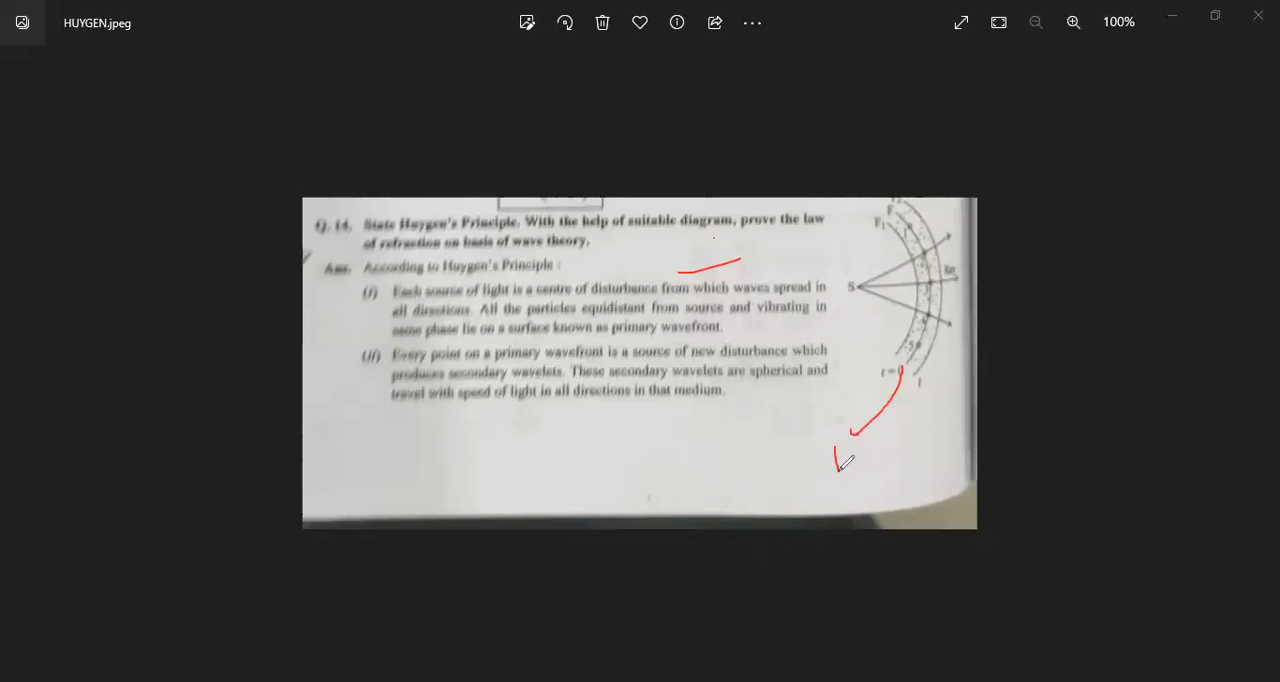 HUYGEN.jpeg
100%
Q. 14. State Huygen's Principle. With the help of suitable diagram, prove the law
of refraction on basis of wave theory.
Ans. According to Huygen's Principle :
(i) Each source of light is a centre of disturbance from which waves spread in
all directions. All the particles equidistant from source and vibrating in
same phase lie on a surface known as primary wavefront.
(ii) Every point on a primary wavefront is a source of new disturbance which
produces secondary wavelets. These secondary wavelets are spherical and
travel with speed of light in all directions in that medium.
F
F₁
S
5
t = 0